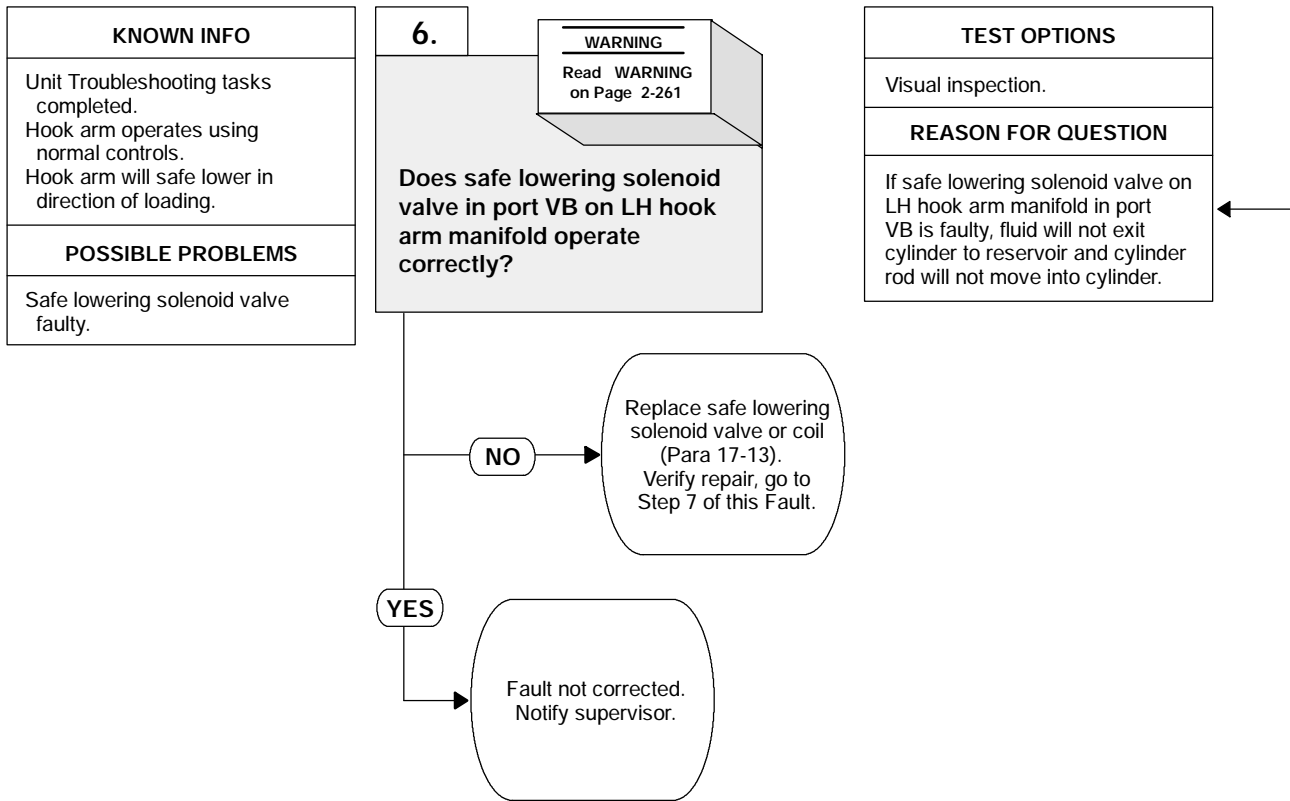 KNOWN INFO
Unit Troubleshooting tasks
completed.
Hook arm operates using
normal controls.
Hook arm will safe lower in
direction of loading.
POSSIBLE PROBLEMS
Safe lowering solenoid valve
faulty.
6.
WARNING
Read WARNING
on Page 2-261
Does safe lowering solenoid
valve in port VB on LH hook
arm manifold operate
correctly?
TEST OPTIONS
Visual inspection.
REASON FOR QUESTION
If safe lowering solenoid valve on
LH hook arm manifold in port
VB is faulty, fluid will not exit
cylinder to reservoir and cylinder
rod will not move into cylinder.
NO
Replace safe lowering
solenoid valve or coil
(Para 17-13).
Verify repair, go to
Step 7 of this Fault.
YES
Fault not corrected.
Notify supervisor.